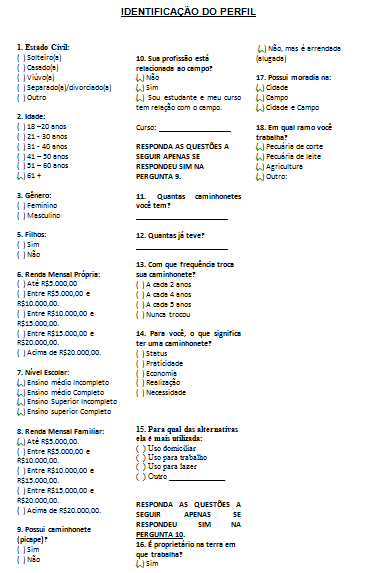 IDENTIFICAÇÃO DO PERFIL
1. Estado Civil:
( ) Solteiro(a)
( ) Casado(a)
( ) Viúvo(a)
( ) Separado(a)/divorciado(a)
( ) Outro
2. Idade:
( ) 18 –20 anos
( ) 21 - 30 anos
( ) 31 - 40 anos
( ) 41 – 50 anos
( ) 51 – 60 anos
( ) 61 +
3. Gênero:
( ) Feminino
( ) Masculino
5. Filhos:
( ) Sim
( ) Não
6. Renda Mensal Própria:
( ) Até R$5.000,00
( ) Entre R$5.000,00 e
R$10.000,00.
( ) Entre R$10.000,00 e
R$15.000,00.
( ) Entre R$15.000,00 e
R$20.000,00.
( ) Acima de R$20.000,00.
7. Nível Escolar:
( ) Ensino médio Incompleto
( ) Ensino médio Completo
( ) Ensino Superior Incompleto
( ) Ensino superior Completo
8. Renda Mensal Familiar:
( ) Até R$5.000,00.
( ) Entre R$5.000,00 e
R$10.000,00.
( ) Entre R$10.000,00 e
R$15.000,00.
( ) Entre R$15.000,00 e
R$20.000,00
( ) Acima de R$20.000,00.
9. Possui caminhonete
(picape)?
( ) Sim
( ) Não
10. Sua profissão está
relacionada ao campo?
( ) Não
( ) Sim
( ) Sou estudante e meu curso
tem relação com o campo.
Curso: ____________________
RESPONDA AS QUESTÕES A
SEGUIR APENAS SE
RESPONDEU SIM NA
PERGUNTA 9.
11. Quantas caminhonetes
você tem?
____________________
12. Quantas já teve?
____________________
13. Com que frequência troca
sua caminhonete?
( ) A cada 2 anos
( ) A cada 4 anos
( ) A cada 5 anos
( ) Nunca trocou
14. Para você, o que significa
ter uma caminhonete?
( ) Status
( ) Praticidade
( ) Economia
( ) Realização
( ) Necessidade
15. Para qual das alternativas
ela é mais utilizada:
( ) Uso domiciliar
( ) Uso para trabalho
( ) Uso para lazer
( ) Outro ______________
RESPONDA AS QUESTÕES A
SEGUIR APENAS SE
RESPONDEU SIM NA
PERGUNTA 10.
16. É proprietário na terra em
que trabalha?
( ) Sim
( ) Não, mas é arrendada
(alugada)
17. Possui moradia na:
( ) Cidade
( ) Campo
( ) Cidade e Campo
18. Em qual ramo você
trabalha?
( ) Pecuária de corte
( ) Pecuária de leite
( ) Agricultura
( ) Outro: